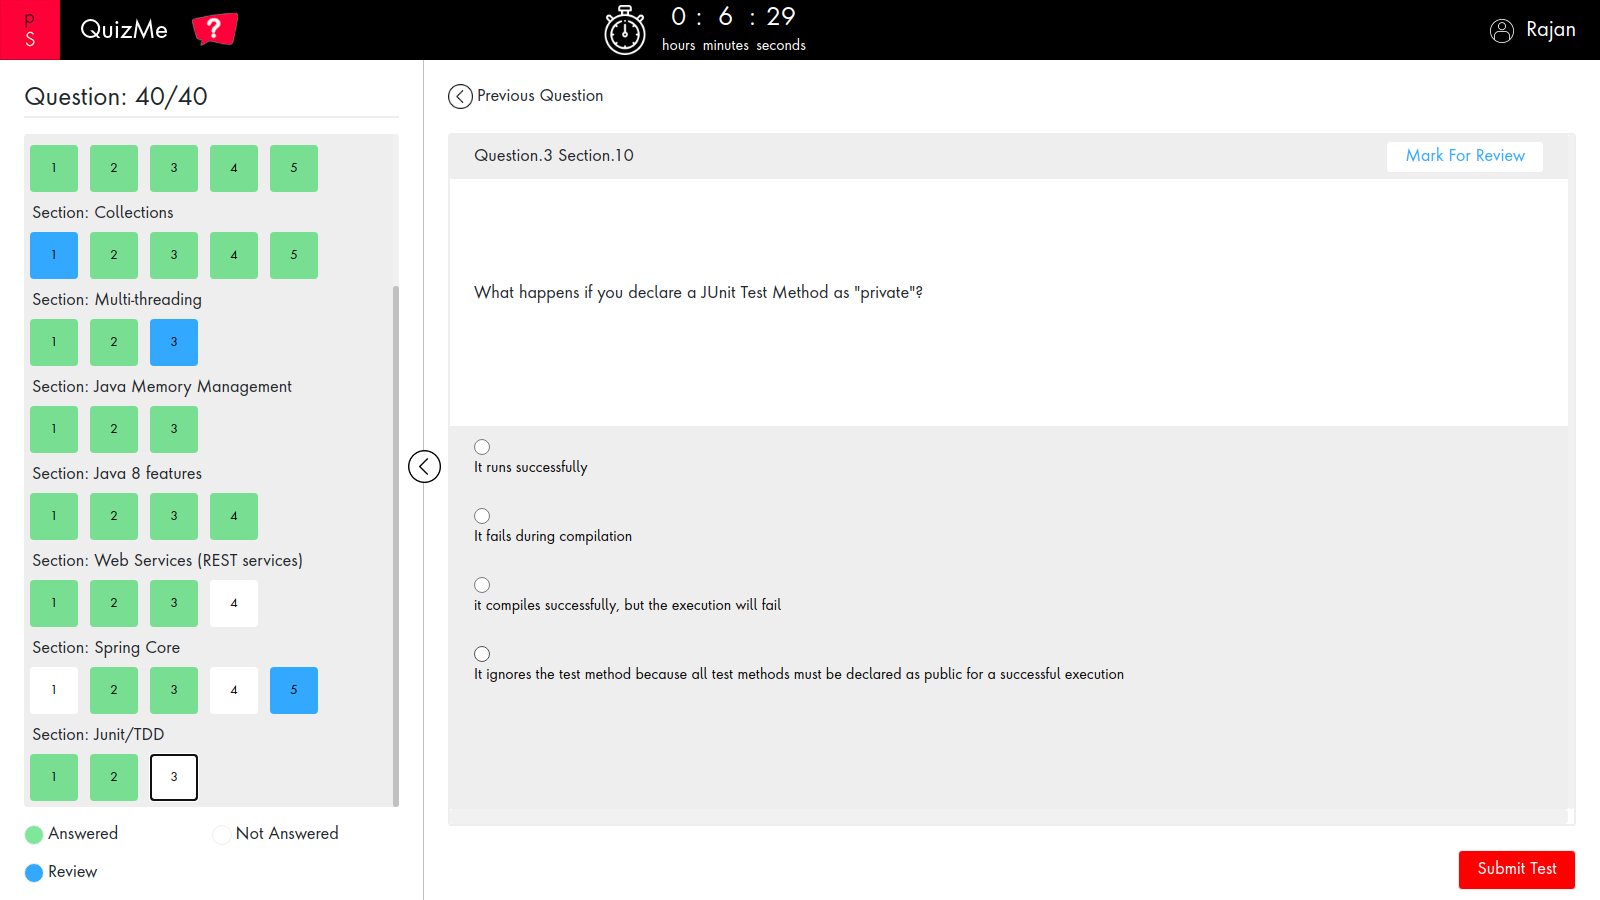 pS
QuizMe
?
0 : 6 : 29
hours minutes seconds
Rajan
Question: 40/40
1 2 3 4 5
Section: Collections
1 2 3 4 5
Section: Multi-threading
1 2 3
Section: Java Memory Management
1 2 3
Section: Java 8 features
1 2 3 4
Section: Web Services (REST services)
1 2 3 4
Section: Spring Core
1 2 3 4 5
Section: Junit/TDD
1 2 3
Answered
Not Answered
Review
Previous Question
Question.3 Section.10
Mark For Review
What happens if you declare a JUnit Test Method as "private"?
It runs successfully
It fails during compilation
it compiles successfully, but the execution will fail
It ignores the test method because all test methods must be declared as public for a successful execution
Submit Test